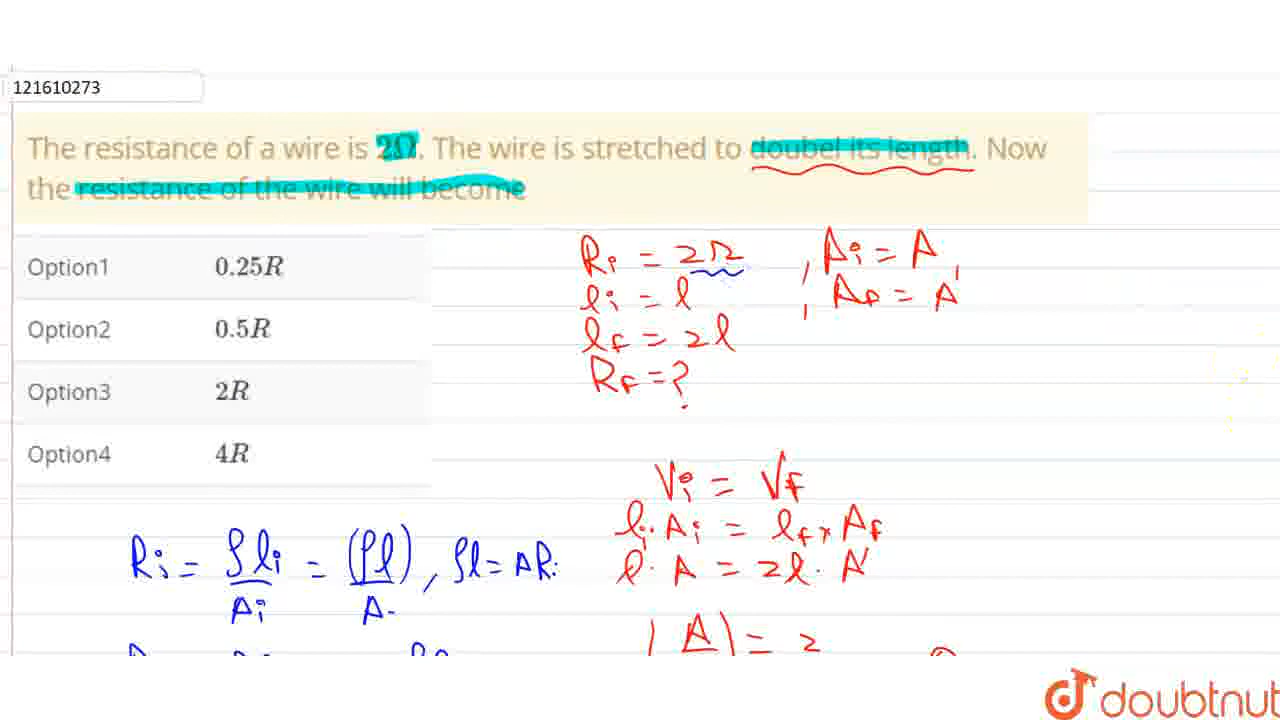 121610273
The resistance of a wire is 2Ω. The wire is stretched to doubel its length. Now
the resistance of the wire will become
Option1 0.25R
Option2 0.5R
Option3 2R
Option4 4R
Ri = 2Ω , Ai = A,
li = l , Af = A'
lf = 2l
Rf = ?
Vi = Vf
li. Ai = lf × Af
l. A = 2l. A'
Ri = ρli/Ai = (ρl/A) , ρl = ARi
A = 2
doubtnut